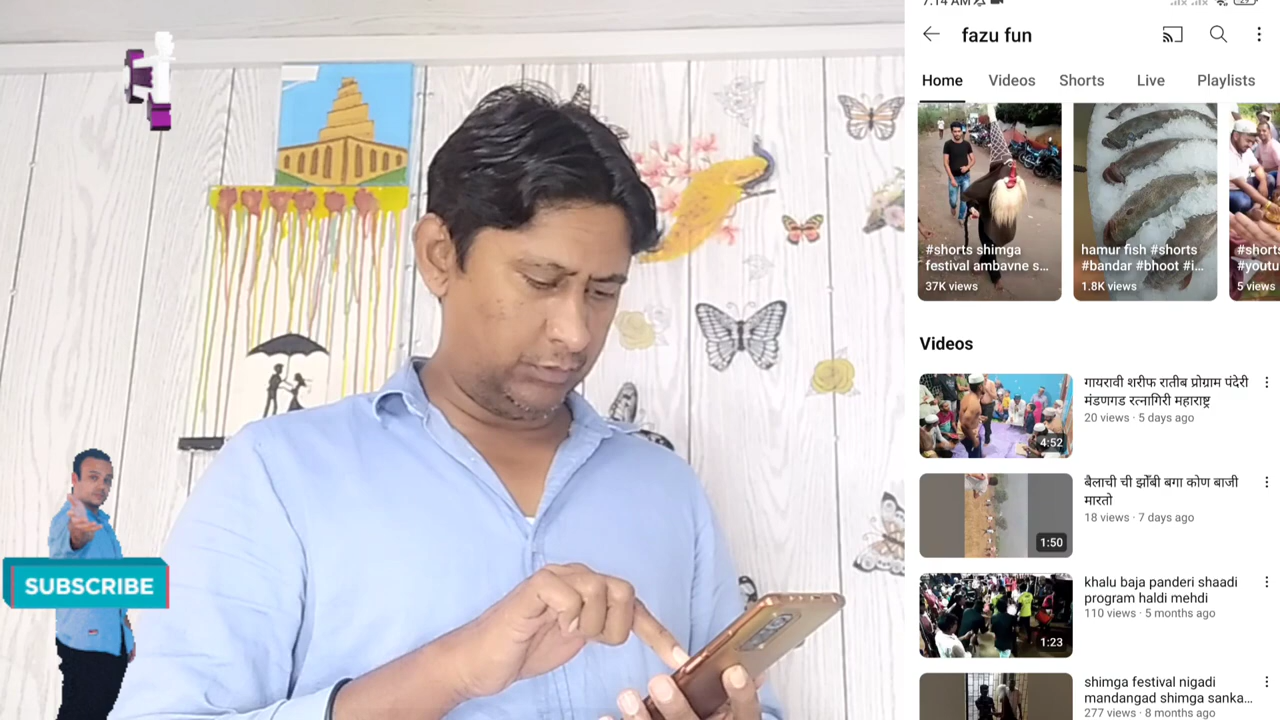 7:14 AM
fazu fun
Home Videos Shorts Live Playlists
#shorts shimga
festival ambavne s...
37K views
hamur fish #shorts
#bandar #bhoot #i...
1.8K views
#shorts
#youtu
5 views
Videos
गायरावी शरीफ रातीब प्रोग्राम पंदेरी
मंडणगड रत्नागिरी महाराष्ट्र
20 views · 5 days ago
4:52
बैलाची ची झोँबी बगा कोण बाजी
मारतो
18 views · 7 days ago
1:50
khalu baja panderi shaadi
program haldi mehdi
110 views · 5 months ago
1:23
shimga festival nigadi
mandangad shimga sanka...
277 views · 8 months ago
SUBSCRIBE